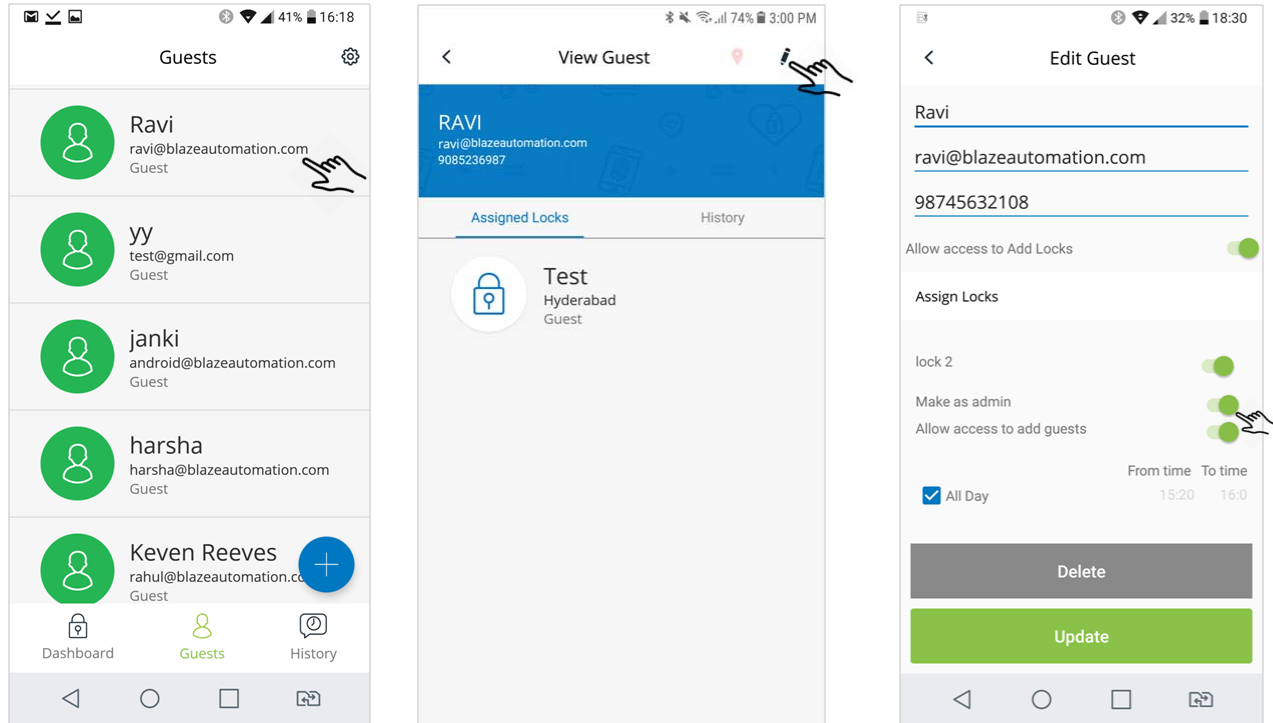 41% 16:18
Guests
Ravi
ravi@blazeautomation.com
Guest
yy
test@gmail.com
Guest
janki
android@blazeautomation.com
Guest
harsha
harsha@blazeautomation.com
Guest
Keven Reeves
rahul@blazeautomation.co
Guest
Dashboard
Guests
History
74% 3:00 PM
View Guest
RAVI
ravi@blazeautomation.com
9085236987
Assigned Locks
History
Test
Hyderabad
Guest
32% 18:30
Edit Guest
Ravi
ravi@blazeautomation.com
98745632108
Allow access to Add Locks
Assign Locks
lock 2
Make as admin
Allow access to add guests
From time To time
All Day 15:20 16:0
Delete
Update